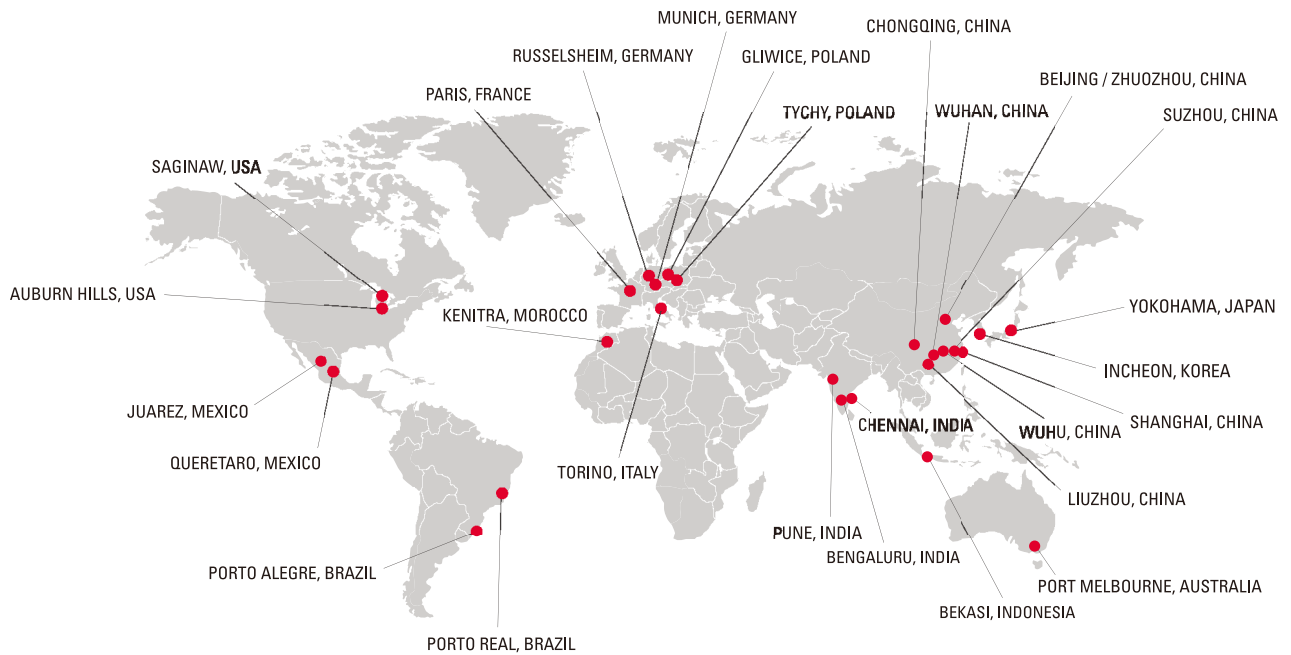 MUNICH, GERMANY
CHONGQING, CHINA
RUSSELSHEIM, GERMANY
GLIWICE, POLAND
BEIJING / ZHUOZHOU, CHINA
PARIS, FRANCE
TYCHY, POLAND
WUHAN, CHINA
SUZHOU, CHINA
SAGINAW, USA
AUBURN HILLS, USA
KENITRA, MOROCCO
YOKOHAMA, JAPAN
INCHEON, KOREA
JUAREZ, MEXICO
CHENNAI, INDIA
WUHU, CHINA
SHANGHAI, CHINA
QUERETARO, MEXICO
TORINO, ITALY
LIUZHOU, CHINA
PUNE, INDIA
BENGALURU, INDIA
PORTO ALEGRE, BRAZIL
PORT MELBOURNE, AUSTRALIA
BEKASI, INDONESIA
PORTO REAL, BRAZIL